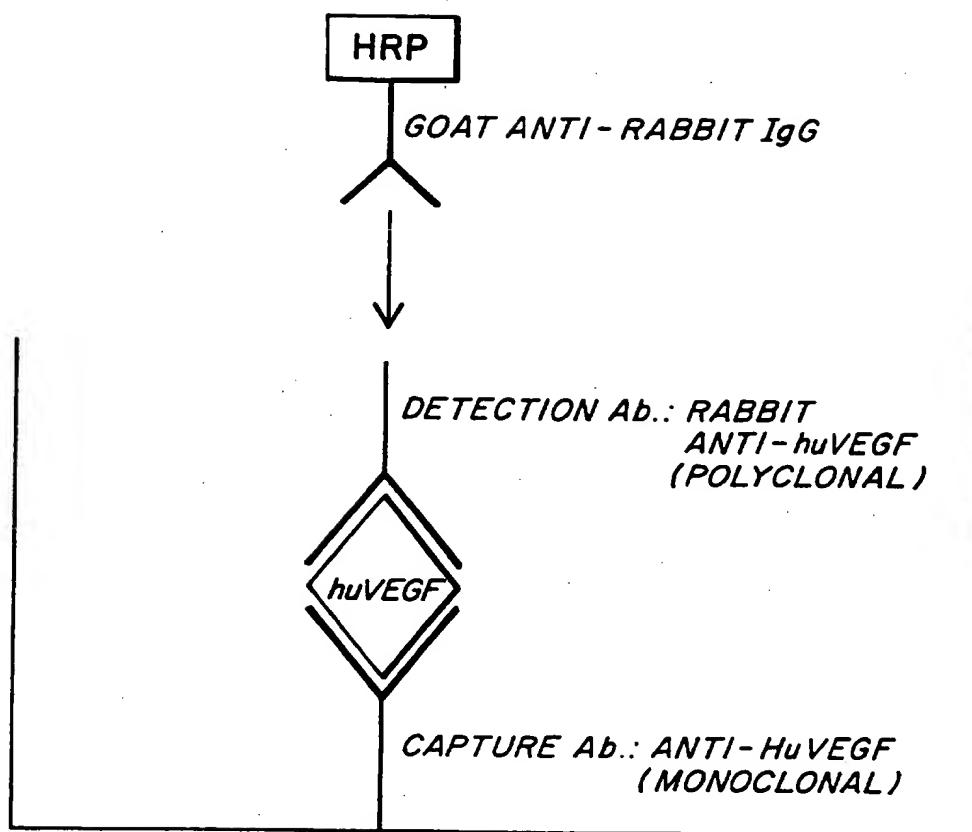 HRP
GOAT ANTI-RABBIT IgG
DETECTION Ab.: RABBIT
ANTI-huVEGF
(POLYCLONAL)
huVEGF
CAPTURE Ab.: ANTI-HuVEGF
(MONOCLONAL)